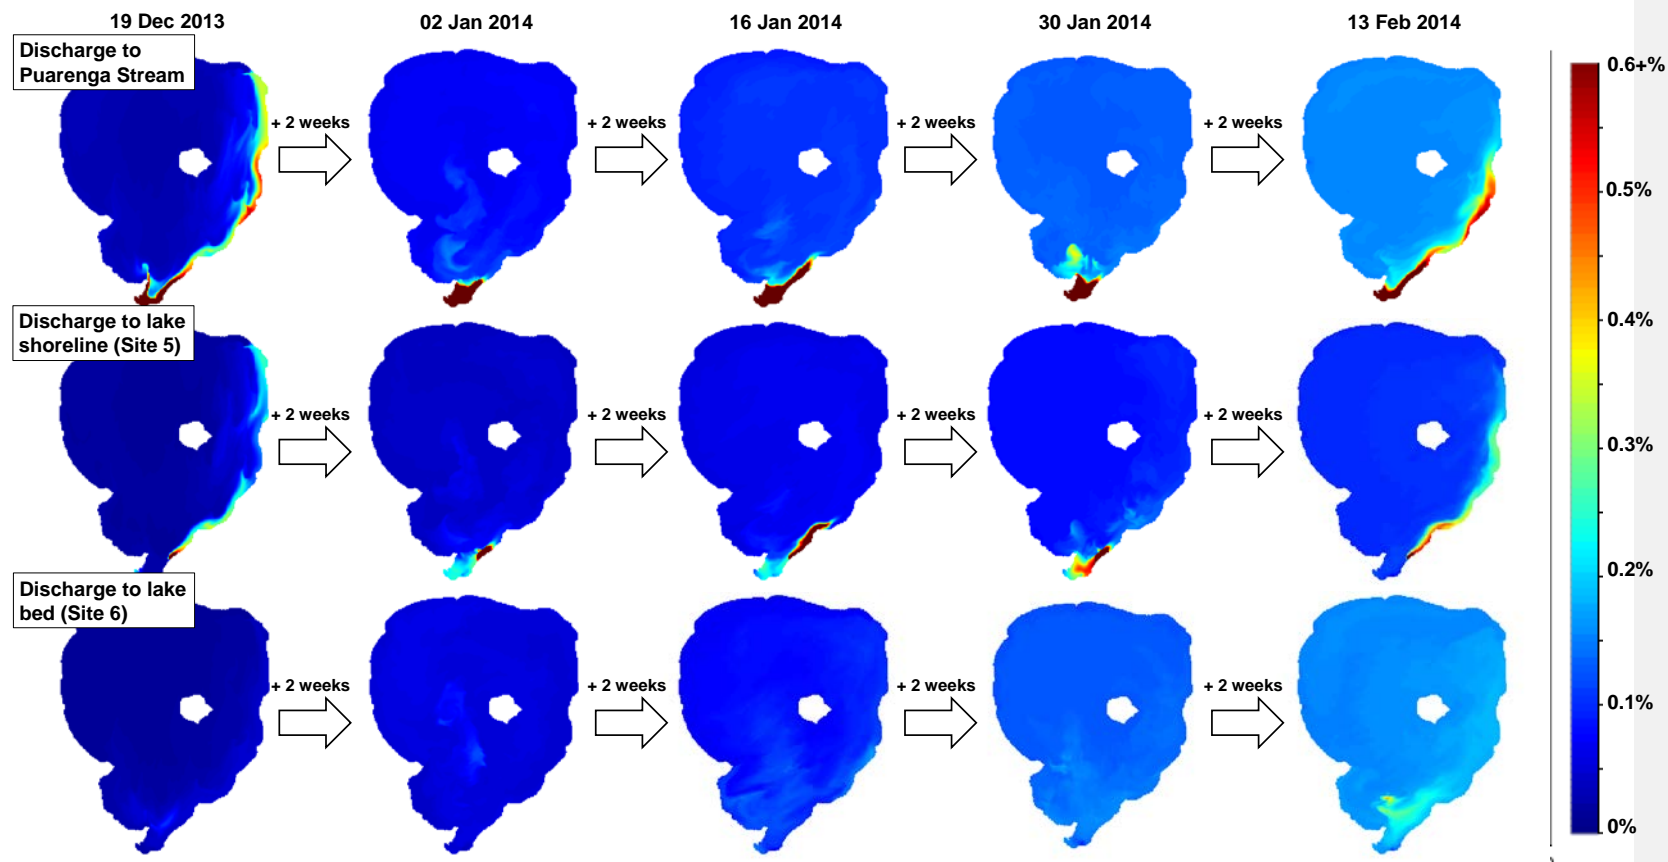 19 Dec 2013
02 Jan 2014
16 Jan 2014
30 Jan 2014
13 Feb 2014
Discharge to
Puarenga Stream
+ 2 weeks
+ 2 weeks
+ 2 weeks
+ 2 weeks
Discharge to lake
shoreline (Site 5)
+ 2 weeks
+ 2 weeks
+ 2 weeks
+ 2 weeks
Discharge to lake
bed (Site 6)
+ 2 weeks
+ 2 weeks
+ 2 weeks
+ 2 weeks
0.6+%
0.5%
0.4%
0.3%
0.2%
0.1%
0%